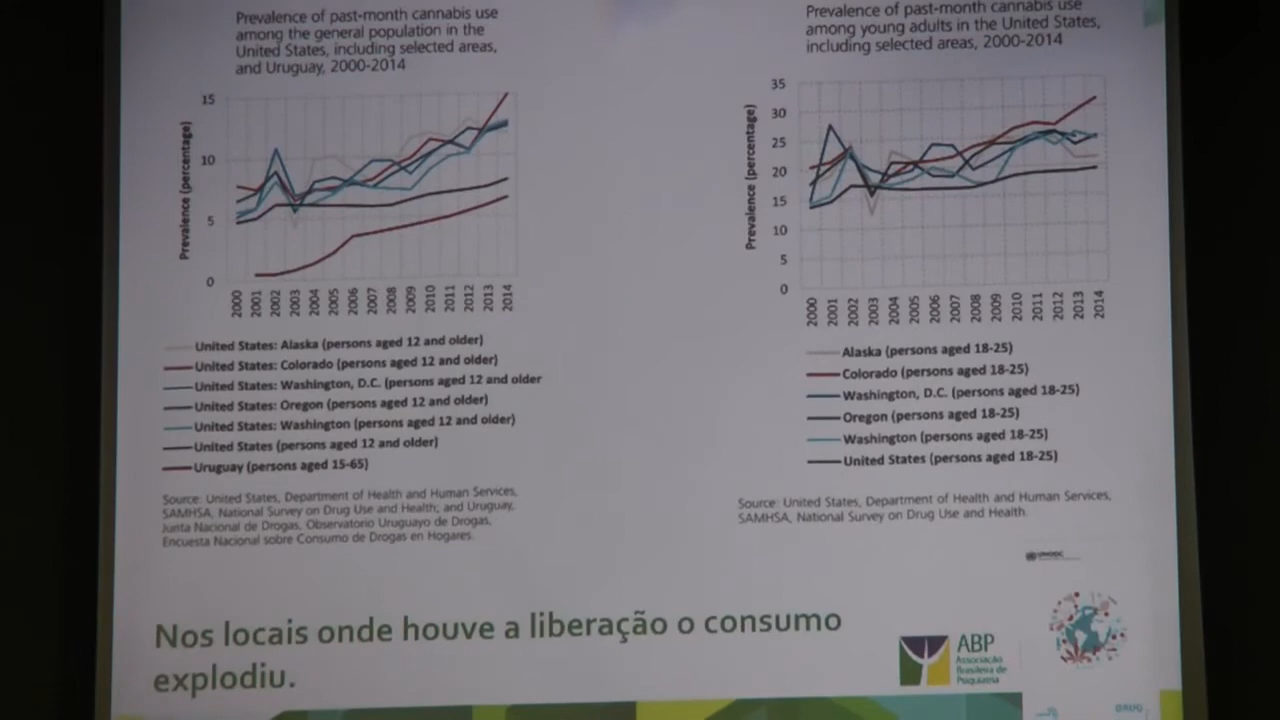 Prevalence of past-month cannabis use
among the general population in the
United States, including selected areas,
and Uruguay, 2000-2014
Prevalence (percentage)
15
10
5
0
2000
2001
2002
2003
2004
2005
2006
2007
2008
2009
2010
2011
2012
2013
2014
United States: Alaska (persons aged 12 and older)
United States: Colorado (persons aged 12 and older)
United States: Washington, D.C. (persons aged 12 and older
United States: Oregon (persons aged 12 and older)
United States: Washington (persons aged 12 and older)
United States (persons aged 12 and older)
Uruguay (persons aged 15-65)
Source: United States, Department of Health and Human Services,
SAMHSA, National Survey on Drug Use and Health; and Uruguay,
Junta Nacional de Drogas, Observatorio Uruguayo de Drogas,
Encuesta Nacional sobre Consumo de Drogas en Hogares.
Prevalence of past-month cannabis use
among young adults in the United States,
including selected areas, 2000-2014
Prevalence (percentage)
35
30
25
20
15
10
5
0
2000
2001
2002
2003
2004
2005
2006
2007
2008
2009
2010
2011
2012
2013
2014
Alaska (persons aged 18-25)
Colorado (persons aged 18-25)
Washington, D.C. (persons aged 18-25)
Oregon (persons aged 18-25)
Washington (persons aged 18-25)
United States (persons aged 18-25)
Source: United States, Department of Health and Human Services,
SAMHSA, National Survey on Drug Use and Health.
UNODC
Nos locais onde houve a liberação o consumo
explodiu.
ABP
Associação
Brasileira de
Psiquiatria
DRUG